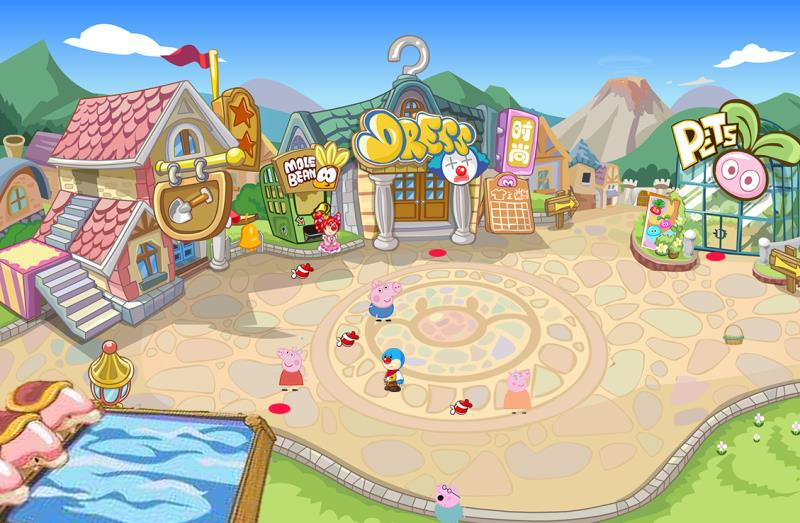 MOLE
BEAN
DRESS
时
尚
PETS